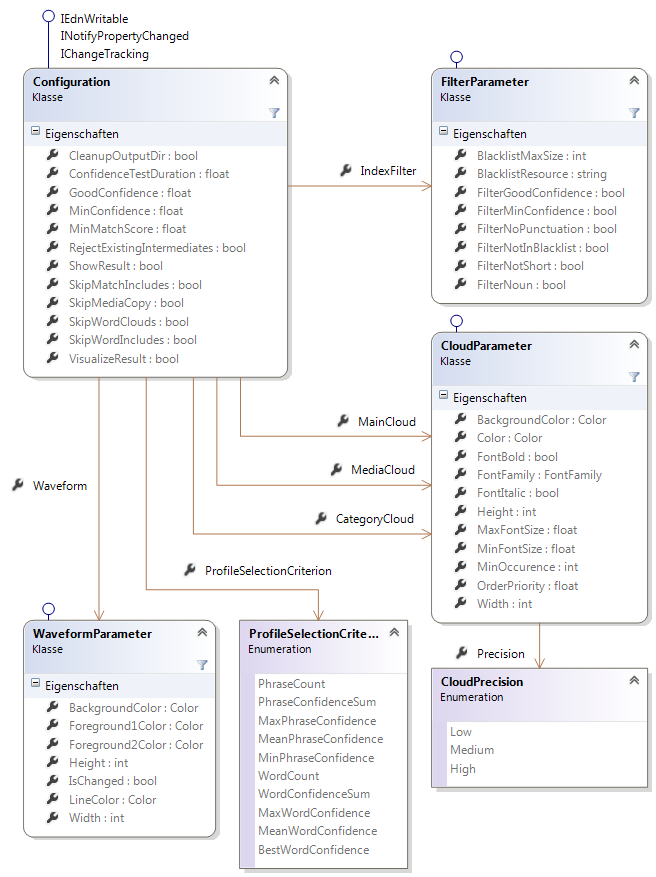 IEdnWritable
INotifyPropertyChanged
IChangeTracking
Configuration
Klasse
Eigenschaften
CleanupOutputDir : bool
ConfidenceTestDuration : float
GoodConfidence : float
MinConfidence : float
MinMatchScore : float
RejectExistingIntermediates : bool
ShowResult : bool
SkipMatchIncludes : bool
SkipMediaCopy : bool
SkipWordClouds : bool
SkipWordIncludes : bool
VisualizeResult : bool
IndexFilter
FilterParameter
Klasse
Eigenschaften
BlacklistMaxSize : int
BlacklistResource : string
FilterGoodConfidence : bool
FilterMinConfidence : bool
FilterNoPunctuation : bool
FilterNotInBlacklist : bool
FilterNotShort : bool
FilterNoun : bool
MainCloud
MediaCloud
CategoryCloud
CloudParameter
Klasse
Eigenschaften
BackgroundColor : Color
Color : Color
FontBold : bool
FontFamily : FontFamily
FontItalic : bool
Height : int
MaxFontSize : float
MinFontSize : float
MinOccurence : int
OrderPriority : float
Width : int
Waveform
ProfileSelectionCriterion
WaveformParameter
Klasse
Eigenschaften
BackgroundColor : Color
Foreground1Color : Color
Foreground2Color : Color
Height : int
IsChanged : bool
LineColor : Color
Width : int
ProfileSelectionCrite...
Enumeration
PhraseCount
PhraseConfidenceSum
MaxPhraseConfidence
MeanPhraseConfidence
MinPhraseConfidence
WordCount
WordConfidenceSum
MaxWordConfidence
MeanWordConfidence
BestWordConfidence
Precision
CloudPrecision
Enumeration
Low
Medium
High